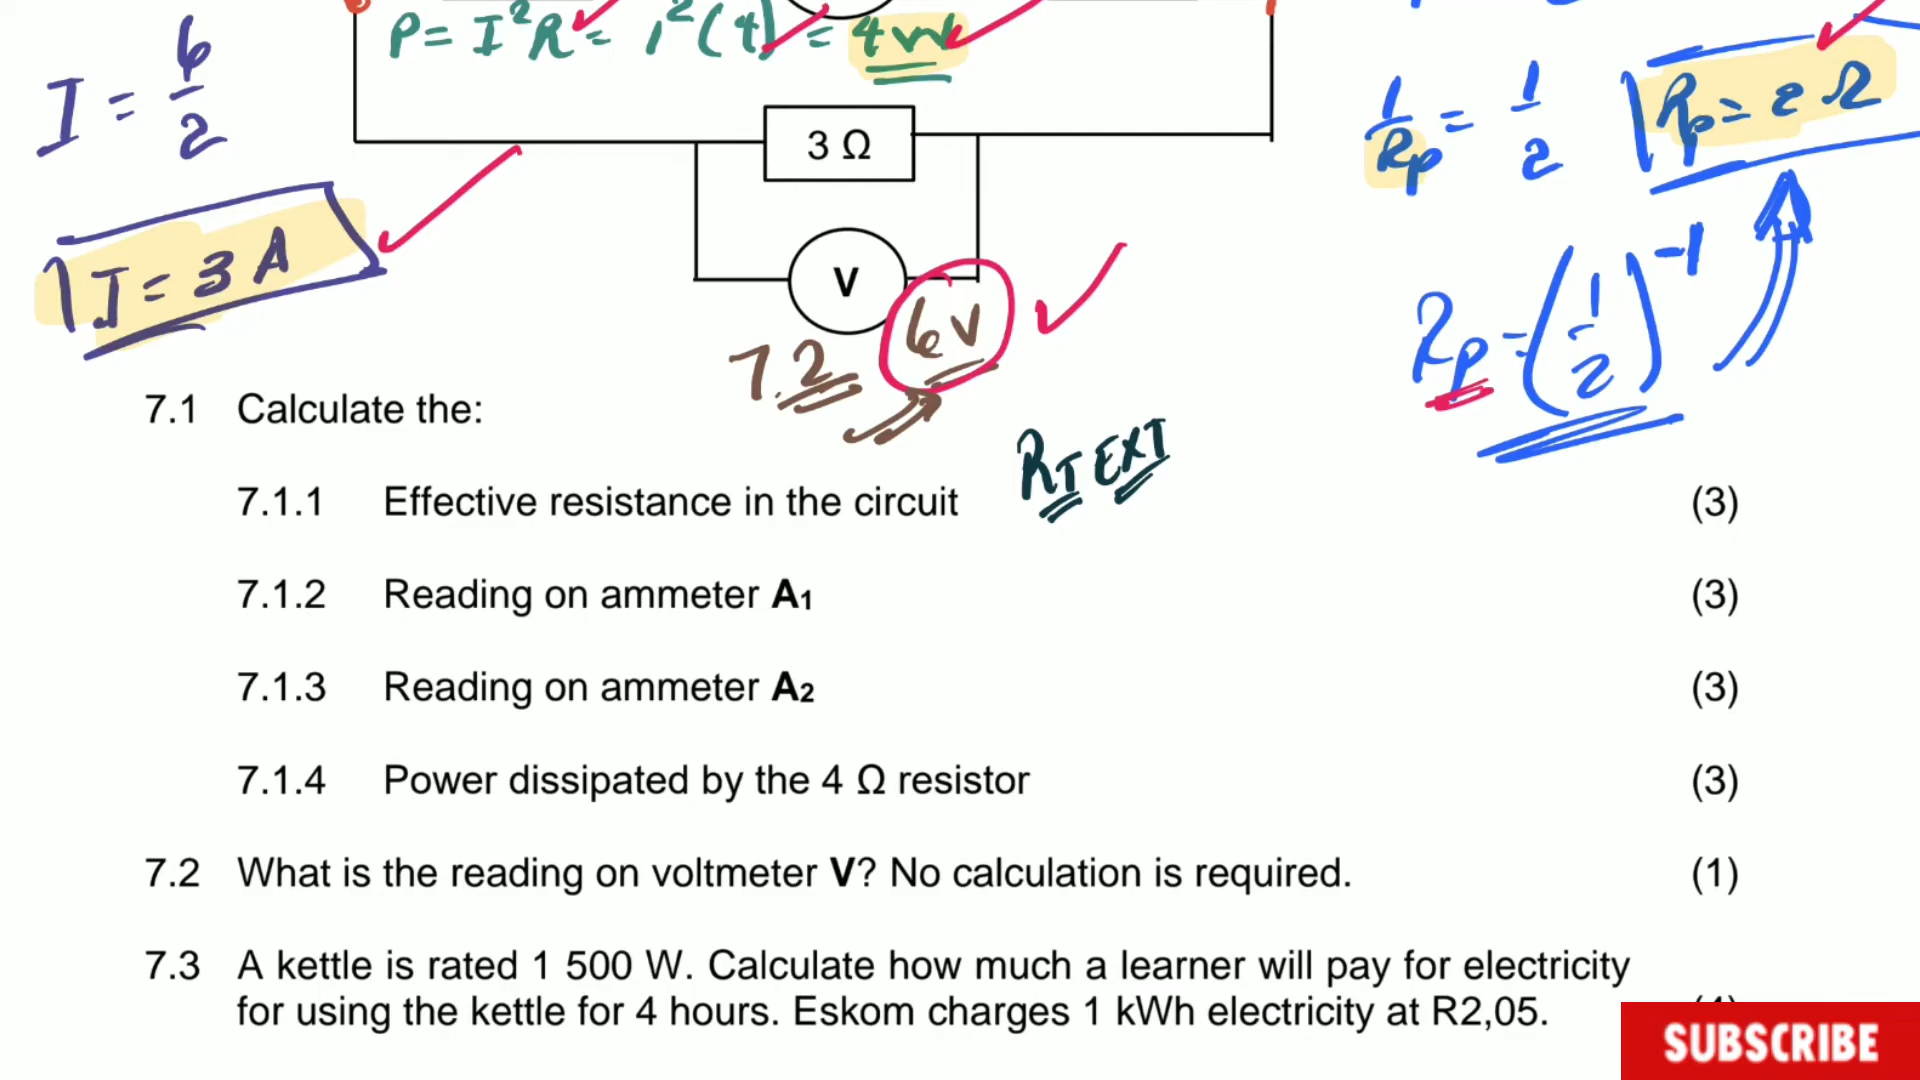 P = I²R = 1²(4) = 4W
I = 6/2
1/Rp = 1/2
Rp = 2 Ω
3 Ω
I = 3 A
V
6V
7.2
Rp = (1/2)⁻¹
7.1 Calculate the:
RT EXT
7.1.1 Effective resistance in the circuit (3)
7.1.2 Reading on ammeter A1 (3)
7.1.3 Reading on ammeter A2 (3)
7.1.4 Power dissipated by the 4 Ω resistor (3)
7.2 What is the reading on voltmeter V? No calculation is required. (1)
7.3 A kettle is rated 1 500 W. Calculate how much a learner will pay for electricity
for using the kettle for 4 hours. Eskom charges 1 kWh electricity at R2,05.
SUBSCRIBE